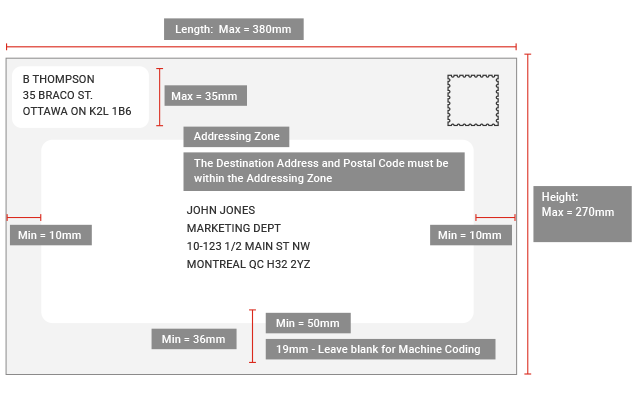 Length: Max = 380mm
B THOMPSON
35 BRACO ST.
OTTAWA ON K2L 1B6
Max = 35mm
Addressing Zone
The Destination Address and Postal Code must be
within the Addressing Zone
Height:
Max = 270mm
JOHN JONES
MARKETING DEPT
10-123 1/2 MAIN ST NW
MONTREAL QC H32 2YZ
Min = 10mm
Min = 10mm
Min = 50mm
Min = 36mm
19mm - Leave blank for Machine Coding